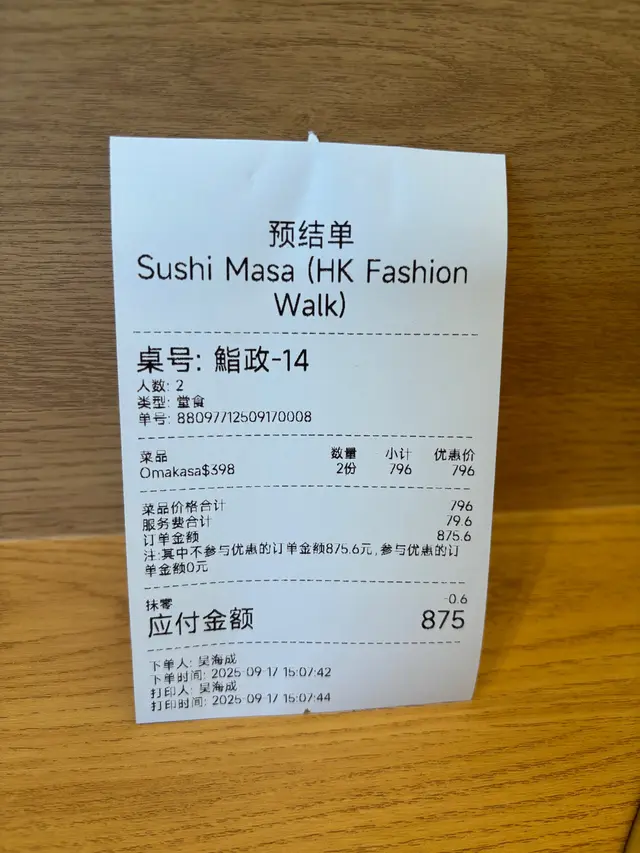 预结单
Sushi Masa (HK Fashion
Walk)
桌号: 鮨政-14
人数: 2
类型: 堂食
单号: 88097712509170008
菜品 数量 小计 优惠价
Omakasa$398 2份 796 796
菜品价格合计 796
服务费合计 79.6
订单金额 875.6
注:其中不参与优惠的订单金额875.6元,参与优惠的订
单金额0元
抹零 -0.6
应付金额 875
下单人: 吴海成
下单时间: 2025-09-17 15:07:42
打印人: 吴海成
打印时间: 2025-09-17 15:07:44